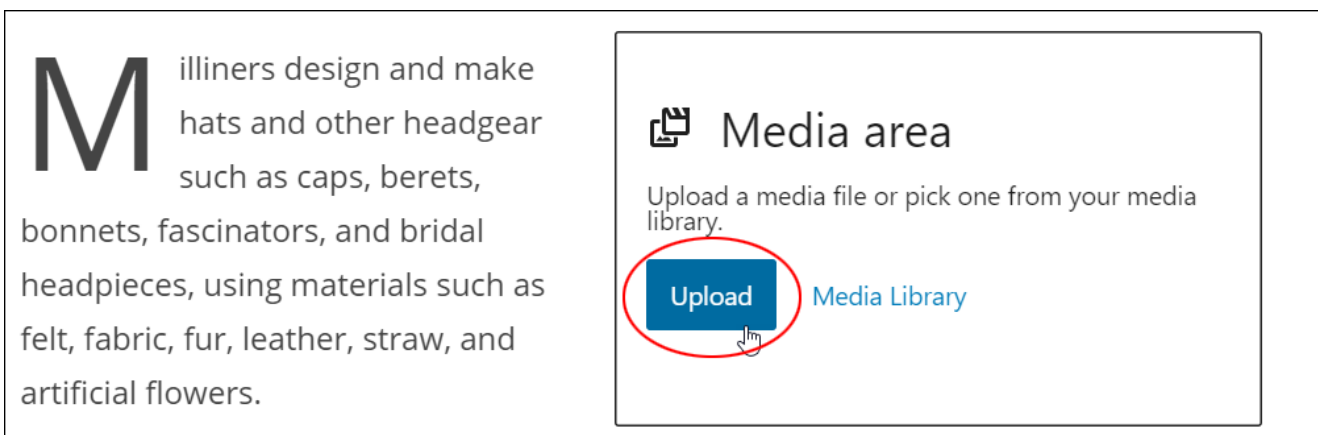 Milliners design and make
hats and other headgear
such as caps, berets,
bonnets, fascinators, and bridal
headpieces, using materials such as
felt, fabric, fur, leather, straw, and
artificial flowers.
Media area
Upload a media file or pick one from your media
library.
Upload
Media Library